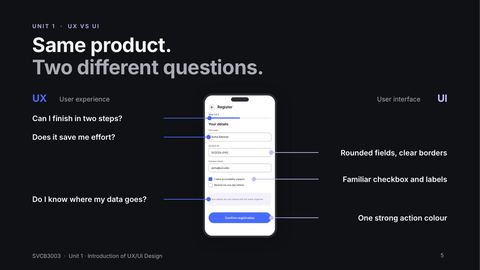 UNIT 1 · UX VS UI
Same product.
Two different questions.
UX User experience
User interface UI
Can I finish in two steps?
Does it save me effort?
Do I know where my data goes?
Register
Your details
Confirm registration
Rounded fields, clear borders
Familiar checkbox and labels
One strong action colour
SVCB3003 · Unit 1 · Introduction of UX/UI Design
5